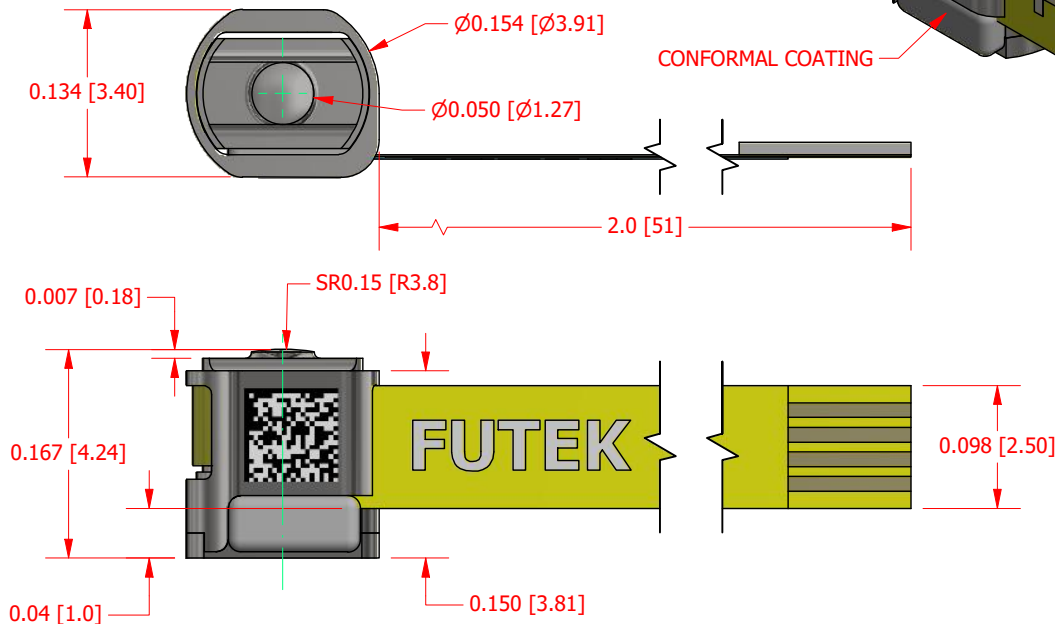 Ø0.154 [Ø3.91]
CONFORMAL COATING
0.134 [3.40]
Ø0.050 [Ø1.27]
2.0 [51]
SR0.15 [R3.8]
0.007 [0.18]
FUTEK
0.167 [4.24]
0.098 [2.50]
0.150 [3.81]
0.04 [1.0]